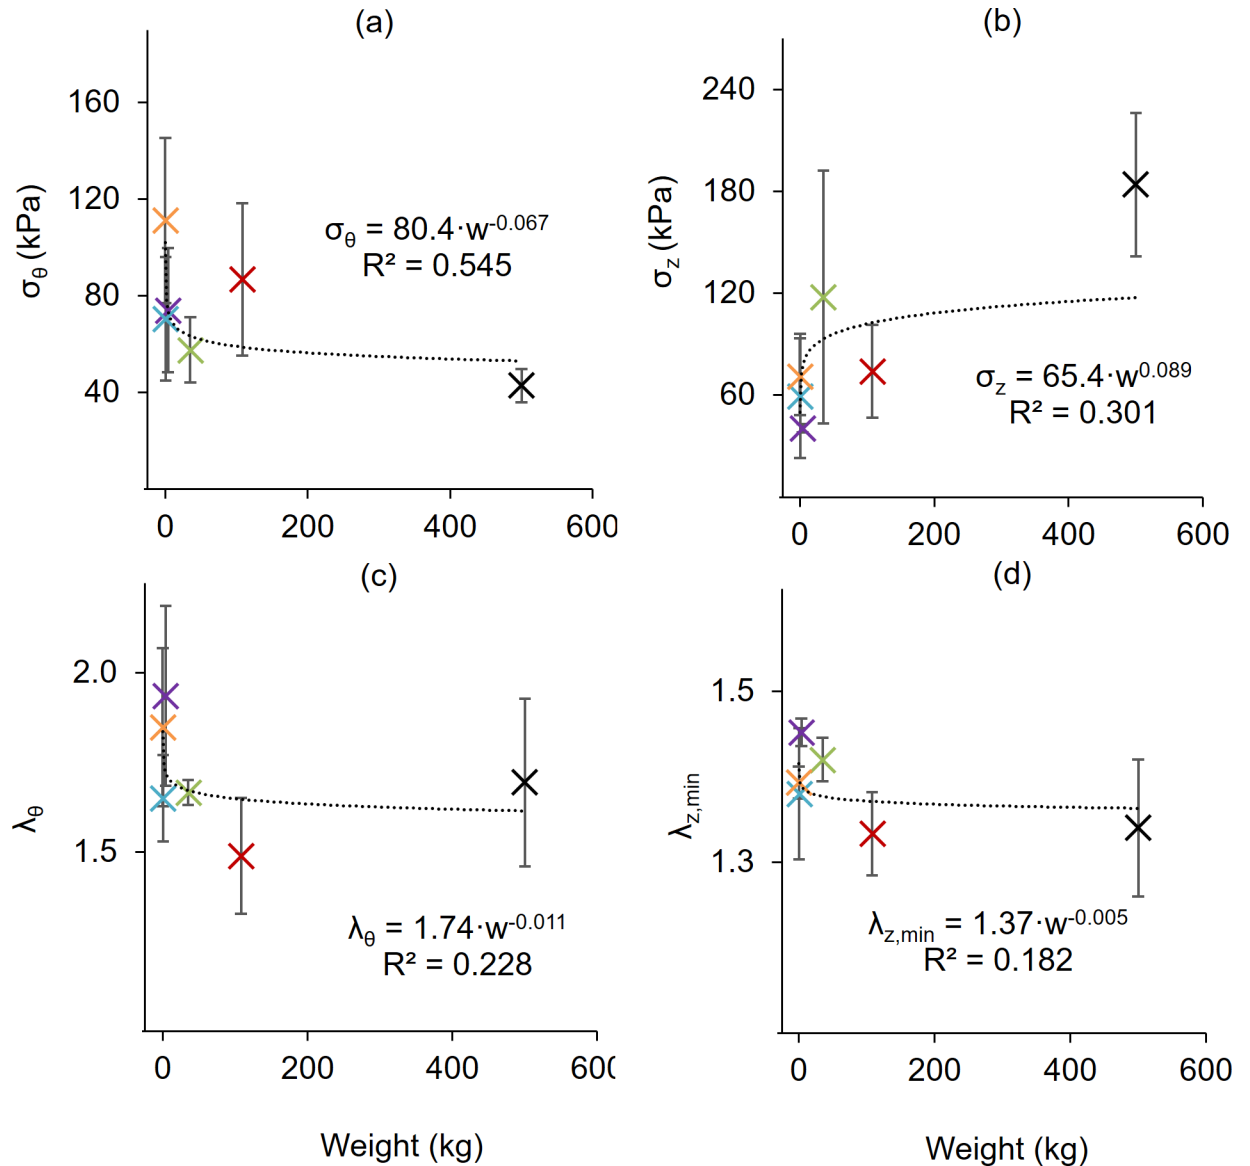 (a)
160
120
80
40
σθ (kPa)
σθ = 80.4·w-0.067
R² = 0.545
0 200 400 600
(b)
240
180
120
60
σz (kPa)
σz = 65.4·w0.089
R² = 0.301
0 200 400 600
(c)
2.0
1.5
λθ
λθ = 1.74·w-0.011
R² = 0.228
0 200 400 600
Weight (kg)
(d)
1.5
1.3
λz,min
λz,min = 1.37·w-0.005
R² = 0.182
0 200 400 600
Weight (kg)